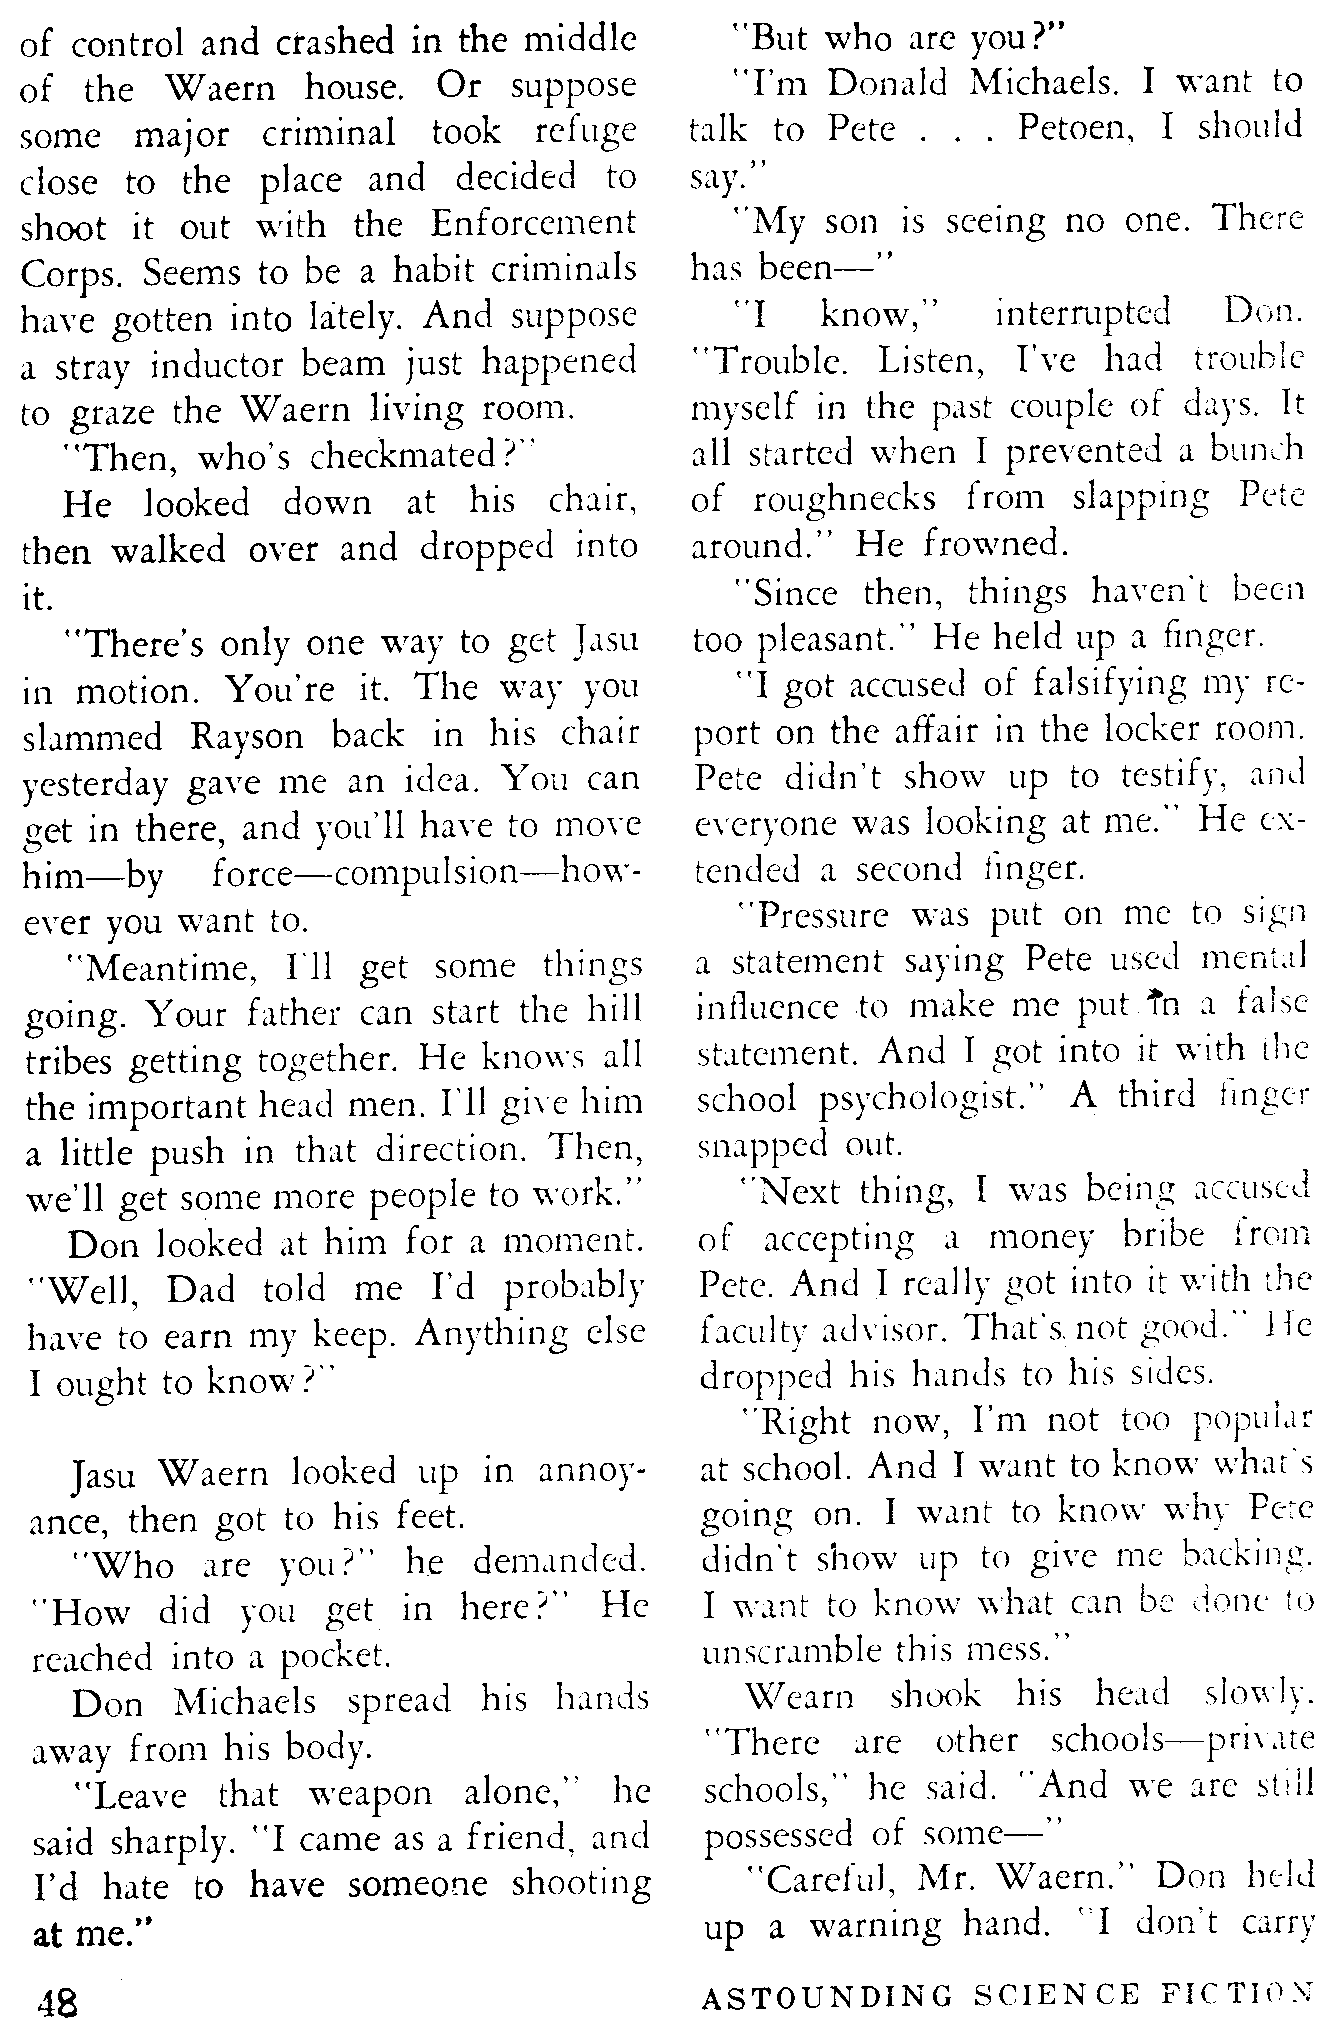 of control and crashed in the middle
of the Waern house. Or suppose
some major criminal took refuge
close to the place and decided to
shoot it out with the Enforcement
Corps. Seems to be a habit criminals
have gotten into lately. And suppose
a stray inductor beam just happened
to graze the Waern living room.
"Then, who's checkmated?"
He looked down at his chair,
then walked over and dropped into
it.
"There's only one way to get Jasu
in motion. You're it. The way you
slammed Rayson back in his chair
yesterday gave me an idea. You can
get in there, and you'll have to move
him—by force—compulsion—how-
ever you want to.
"Meantime, I'll get some things
going. Your father can start the hill
tribes getting together. He knows all
the important head men. I'll give him
a little push in that direction. Then,
we'll get some more people to work."
Don looked at him for a moment.
"Well, Dad told me I'd probably
have to earn my keep. Anything else
I ought to know?"
Jasu Waern looked up in annoy-
ance, then got to his feet.
"Who are you?" he demanded.
"How did you get in here?" He
reached into a pocket.
Don Michaels spread his hands
away from his body.
"Leave that weapon alone," he
said sharply. "I came as a friend, and
I'd hate to have someone shooting
at me."
"But who are you?"
"I'm Donald Michaels. I want to
talk to Pete . . . Petoen, I should
say."
"My son is seeing no one. There
has been—"
"I know," interrupted Don.
"Trouble. Listen, I've had trouble
myself in the past couple of days. It
all started when I prevented a bunch
of roughnecks from slapping Pete
around." He frowned.
"Since then, things haven't been
too pleasant." He held up a finger.
"I got accused of falsifying my re-
port on the affair in the locker room.
Pete didn't show up to testify, and
everyone was looking at me." He ex-
tended a second finger.
"Pressure was put on me to sign
a statement saying Pete used mental
influence to make me put in a false
statement. And I got into it with the
school psychologist." A third finger
snapped out.
"Next thing, I was being accused
of accepting a money bribe from
Pete. And I really got into it with the
faculty advisor. That's not good." He
dropped his hands to his sides.
"Right now, I'm not too popular
at school. And I want to know what's
going on. I want to know why Pete
didn't show up to give me backing.
I want to know what can be done to
unscramble this mess."
Wearn shook his head slowly.
"There are other schools—private
schools," he said. "And we are still
possessed of some—"
"Careful, Mr. Waern." Don held
up a warning hand. "I don't carry
48
ASTOUNDING SCIENCE FICTION